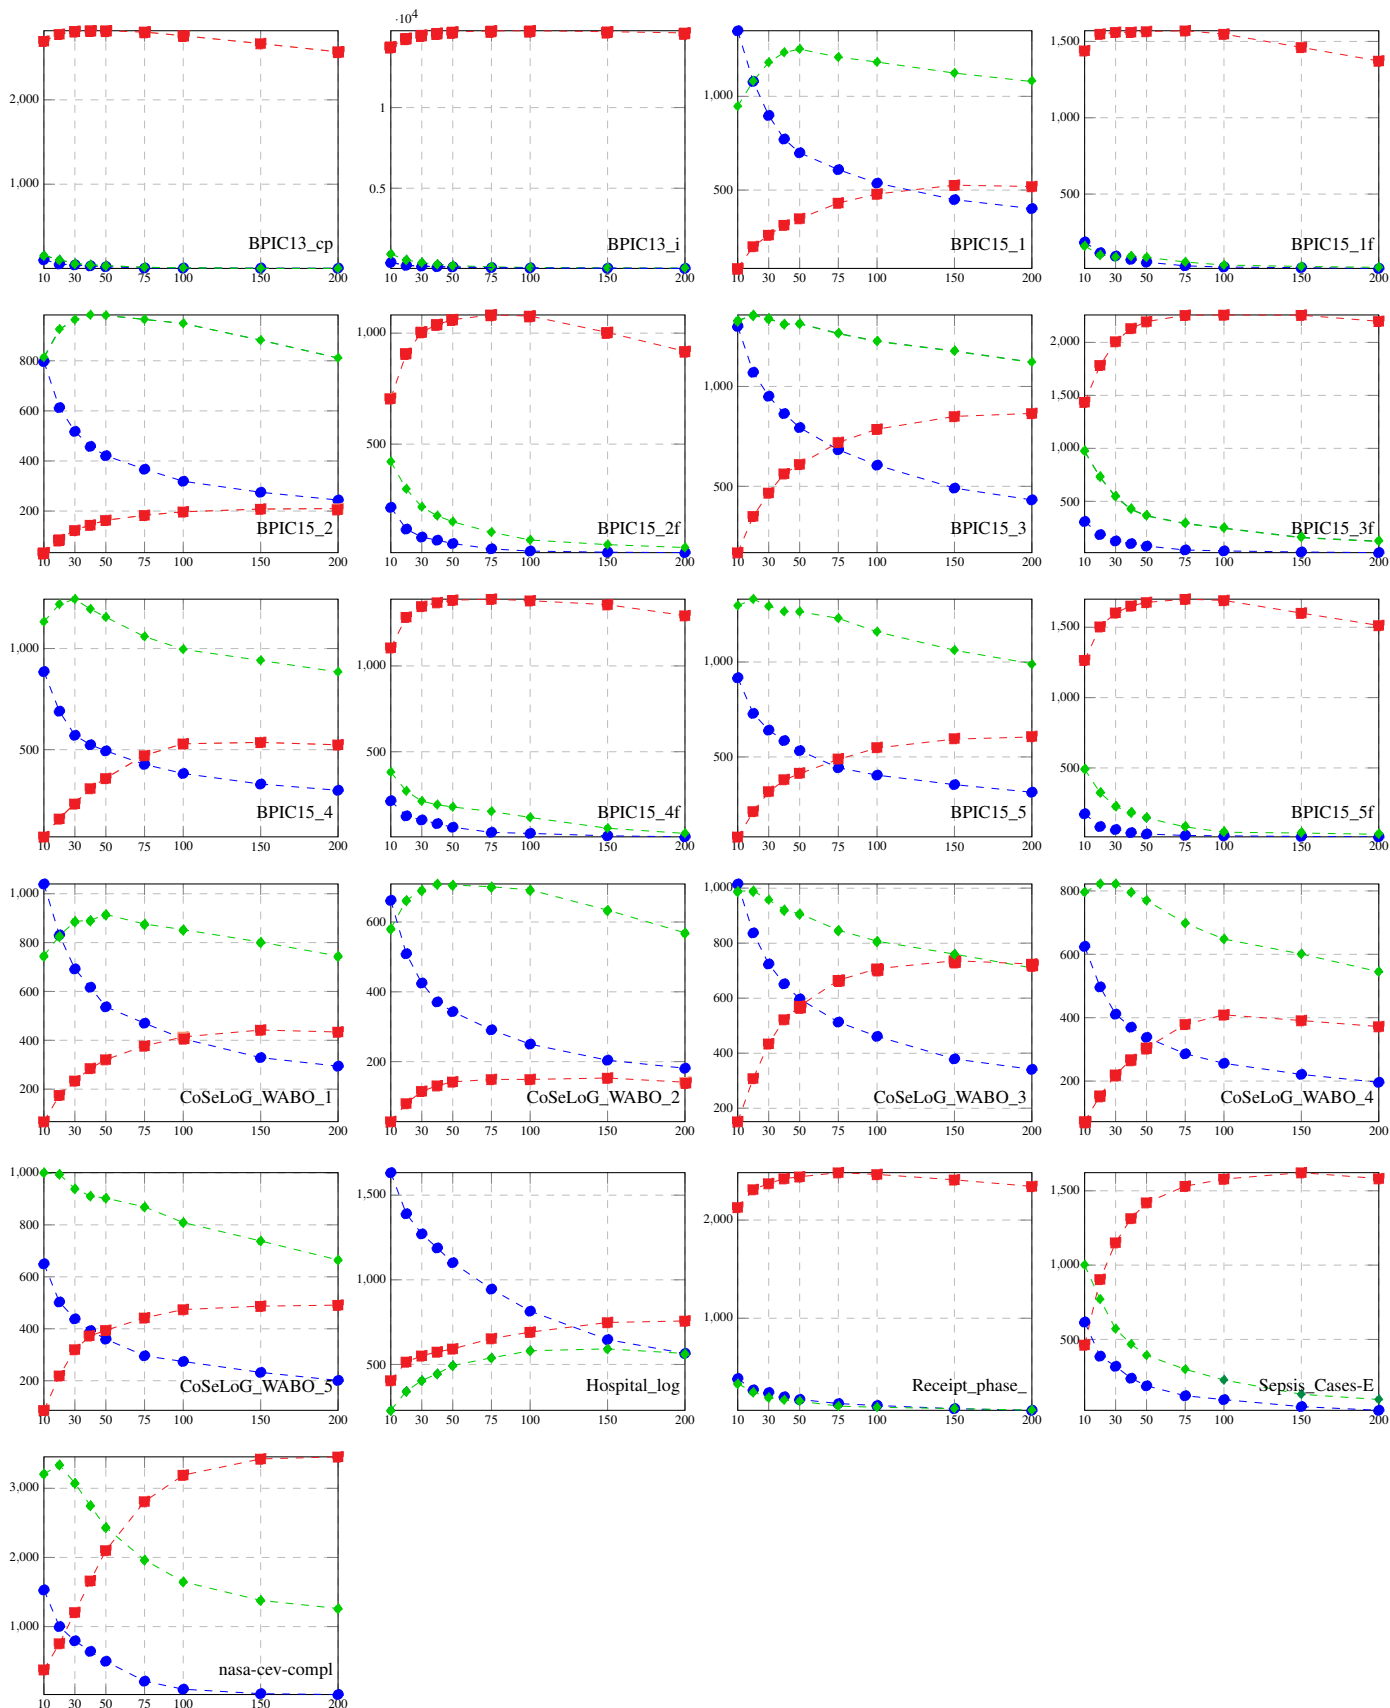 ·10⁴
2,000
1,000
BPIC13_cp
10 30 50 75 100 150 200
1
0.5
BPIC13_i
10 30 50 75 100 150 200
1,000
500
BPIC15_1
10 30 50 75 100 150 200
1,500
1,000
500
BPIC15_1f
10 30 50 75 100 150 200
800
600
400
200
BPIC15_2
10 30 50 75 100 150 200
1,000
500
BPIC15_2f
10 30 50 75 100 150 200
1,000
500
BPIC15_3
10 30 50 75 100 150 200
2,000
1,500
1,000
500
BPIC15_3f
10 30 50 75 100 150 200
1,000
500
BPIC15_4
10 30 50 75 100 150 200
1,000
500
BPIC15_4f
10 30 50 75 100 150 200
1,000
500
BPIC15_5
10 30 50 75 100 150 200
1,500
1,000
500
BPIC15_5f
10 30 50 75 100 150 200
1,000
800
600
400
200
CoSeLoG_WABO_1
10 30 50 75 100 150 200
600
400
200
CoSeLoG_WABO_2
10 30 50 75 100 150 200
1,000
800
600
400
200
CoSeLoG_WABO_3
10 30 50 75 100 150 200
800
600
400
200
CoSeLoG_WABO_4
10 30 50 75 100 150 200
1,000
800
600
400
200
CoSeLoG_WABO_5
10 30 50 75 100 150 200
1,500
1,000
500
Hospital_log
10 30 50 75 100 150 200
2,000
1,000
Receipt_phase_
10 30 50 75 100 150 200
1,500
1,000
500
Sepsis_Cases-E
10 30 50 75 100 150 200
3,000
2,000
1,000
nasa-cev-compl
10 30 50 75 100 150 200